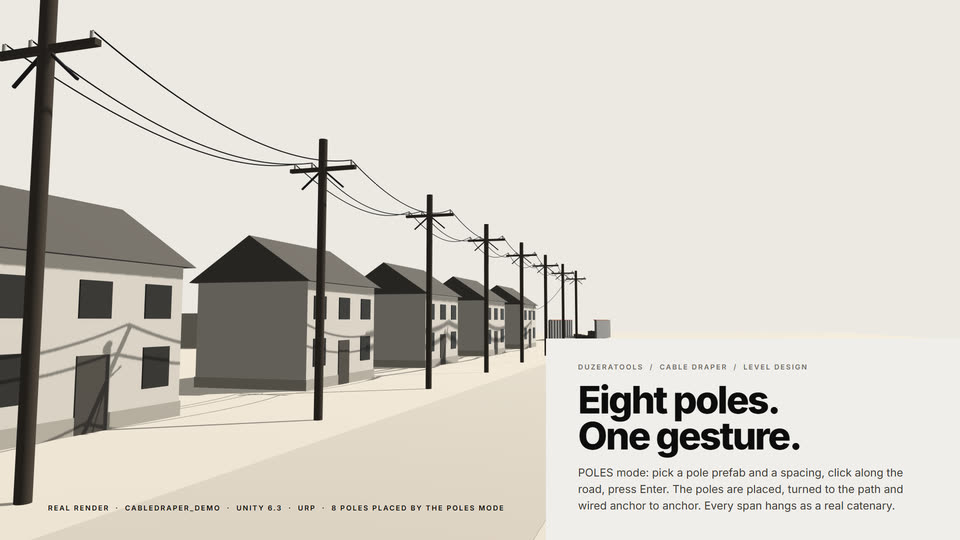 DUZERATOOLS / CABLE DRAPER / LEVEL DESIGN
Eight poles.
One gesture.
POLES mode: pick a pole prefab and a spacing, click along the
road, press Enter. The poles are placed, turned to the path and
wired anchor to anchor. Every span hangs as a real catenary.
REAL RENDER · CABLEDRAPER_DEMO · UNITY 6.3 · URP · 8 POLES PLACED BY THE POLES MODE